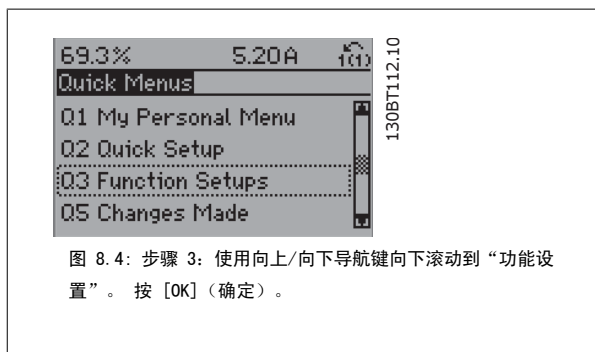 69.3% 5.20A 1(1)
Quick Menus
Q1 My Personal Menu
Q2 Quick Setup
Q3 Function Setups
Q5 Changes Made
130BT112.10
图 8.4: 步骤 3: 使用向上/向下导航键向下滚动到“功能设
置”。 按 [OK](确定)。